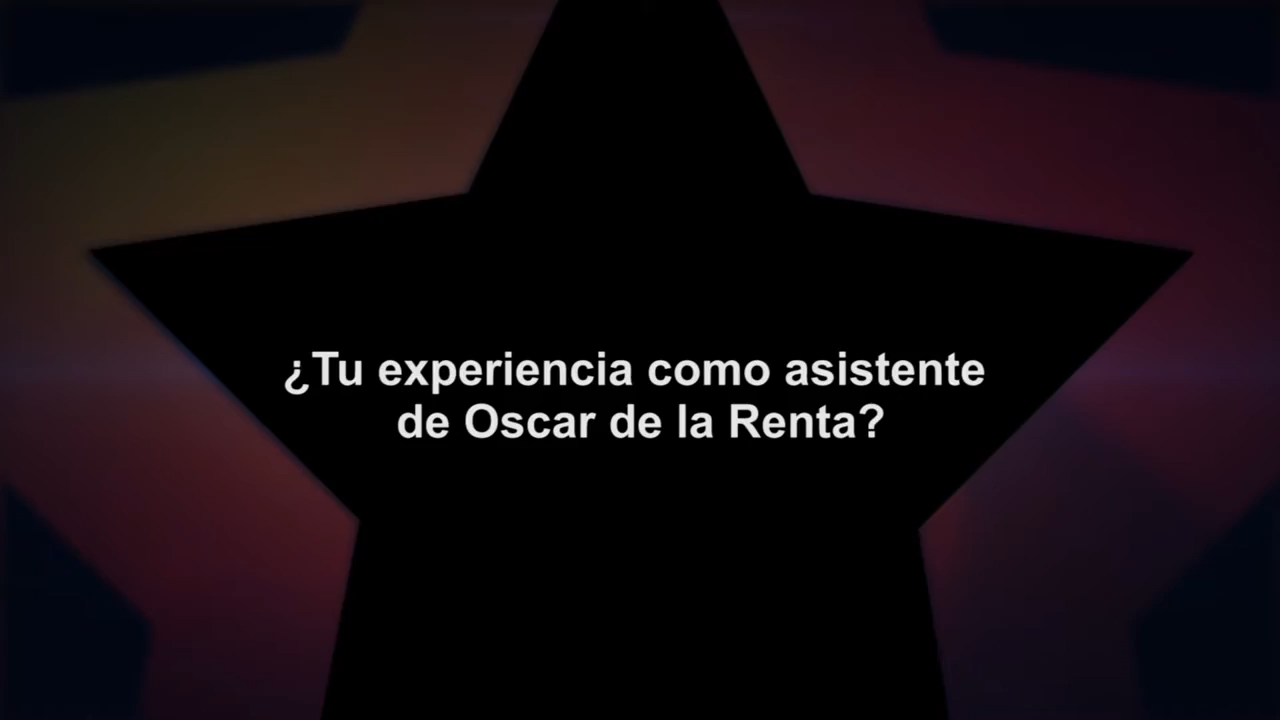 ¿Tu experiencia como asistente
de Oscar de la Renta?